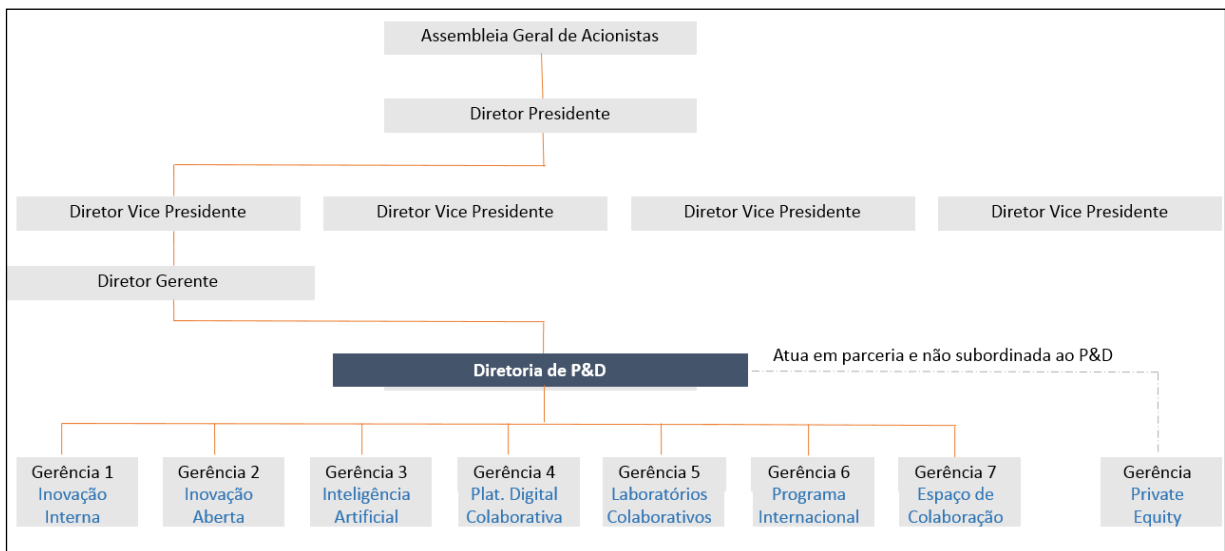 Assembleia Geral de Acionistas
Diretor Presidente
Diretor Vice Presidente
Diretor Vice Presidente
Diretor Vice Presidente
Diretor Vice Presidente
Diretor Gerente
Atua em parceria e não subordinada ao P&D
Diretoria de P&D
Gerência 1
Inovação
Interna
Gerência 2
Inovação
Aberta
Gerência 3
Inteligência
Artificial
Gerência 4
Plat. Digital
Colaborativa
Gerência 5
Laboratórios
Colaborativos
Gerência 6
Programa
Internacional
Gerência 7
Espaço de
Colaboração
Gerência
Private
Equity